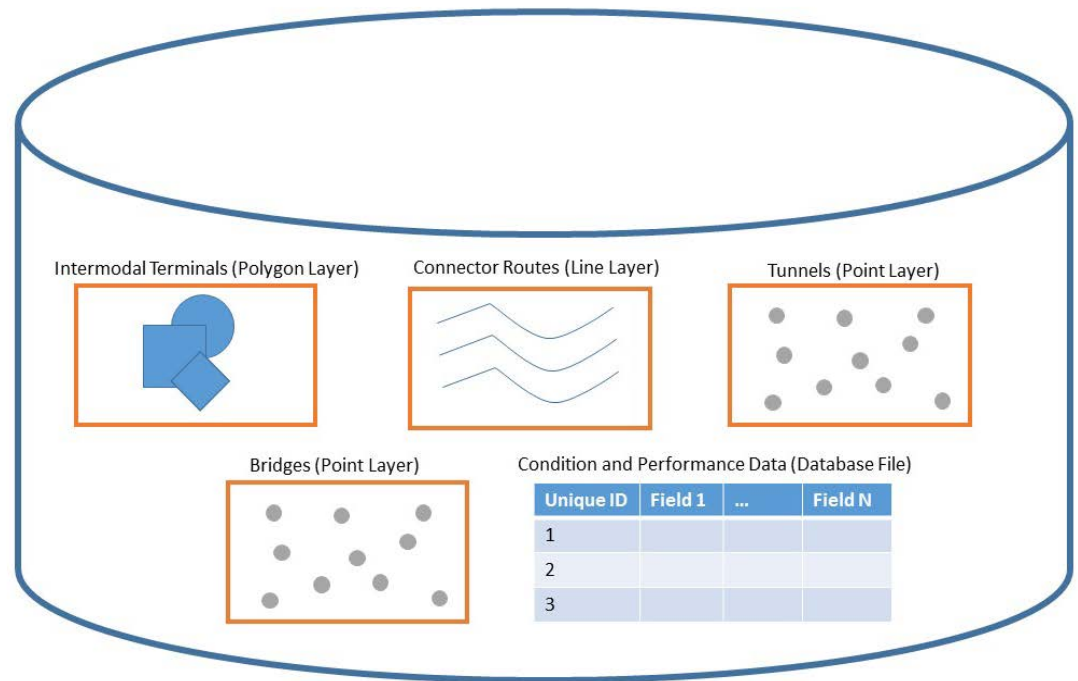 Intermodal Terminals (Polygon Layer)
Connector Routes (Line Layer)
Tunnels (Point Layer)
Bridges (Point Layer)
Condition and Performance Data (Database File)
Unique ID Field 1 ... Field N
1
2
3